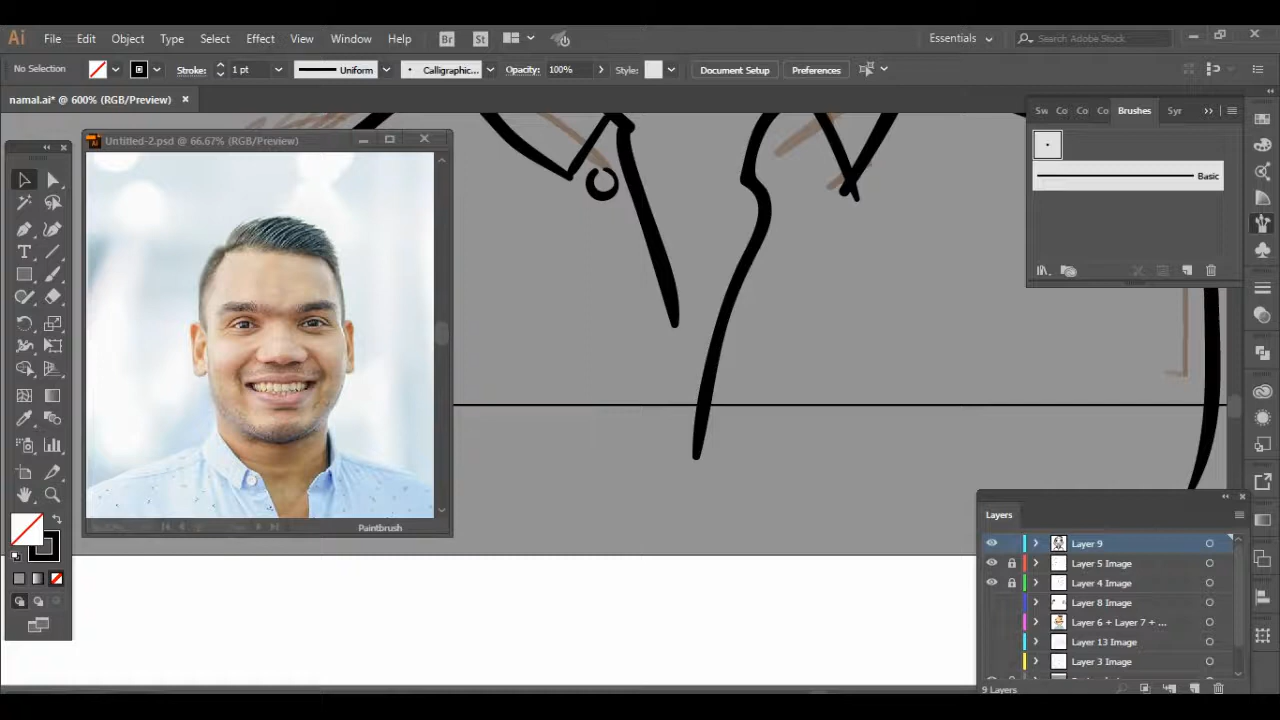 Ai File Edit Object Type Select Effect View Window Help Br St Essentials Search Adobe Stock
No Selection Stroke: 1 pt Uniform Calligraphic... Opacity: 100% Style: Document Setup Preferences
namal.ai* @ 600% (RGB/Preview)
Sw Co Co Co Brushes Syr
Untitled-2.psd @ 66.67% (RGB/Preview)
Basic
Paintbrush
Layers
Layer 9
Layer 5 Image
Layer 4 Image
Layer 8 Image
Layer 6 + Layer 7 + ...
Layer 13 Image
Layer 3 Image
9 Layers